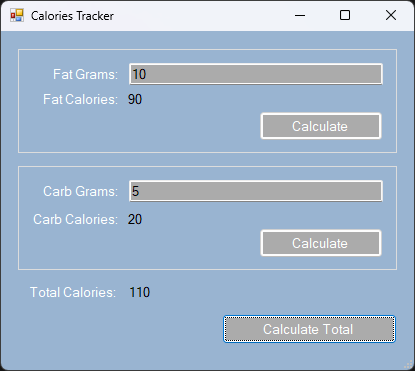 Calories Tracker
Fat Grams: 10
Fat Calories: 90
Calculate
Carb Grams: 5
Carb Calories: 20
Calculate
Total Calories: 110
Calculate Total